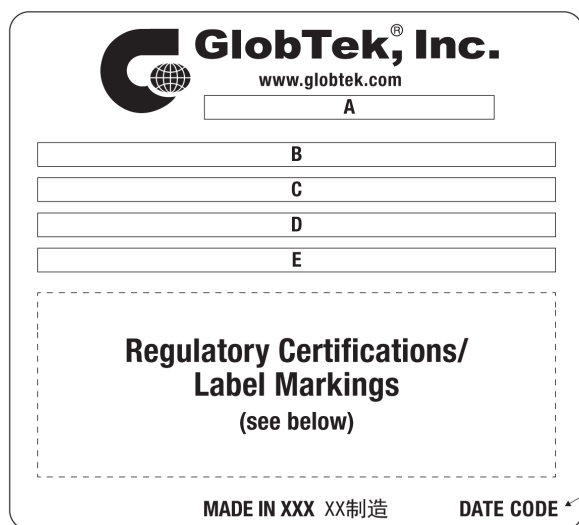 GlobTek,® Inc.
www.globtek.com
A
B
C
D
E
Regulatory Certifications/
Label Markings
(see below)
MADE IN XXX XX制造 DATE CODE